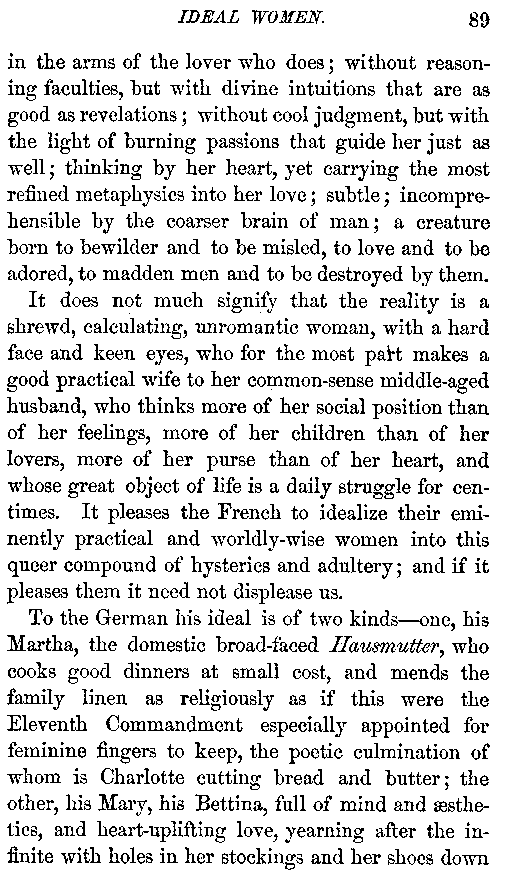 IDEAL WOMEN. 89
in the arms of the lover who does; without reason-
ing faculties, but with divine intuitions that are as
good as revelations; without cool judgment, but with
the light of burning passions that guide her just as
well; thinking by her heart, yet carrying the most
refined metaphysics into her love; subtle; incompre-
hensible by the coarser brain of man; a creature
born to bewilder and to be misled, to love and to be
adored, to madden men and to be destroyed by them.
It does not much signify that the reality is a
shrewd, calculating, unromantic woman, with a hard
face and keen eyes, who for the most part makes a
good practical wife to her common-sense middle-aged
husband, who thinks more of her social position than
of her feelings, more of her children than of her
lovers, more of her purse than of her heart, and
whose great object of life is a daily struggle for cen-
times. It pleases the French to idealize their emi-
nently practical and worldly-wise women into this
queer compound of hysterics and adultery; and if it
pleases them it need not displease us.
To the German his ideal is of two kinds—one, his
Martha, the domestic broad-faced Hausmutter, who
cooks good dinners at small cost, and mends the
family linen as religiously as if this were the
Eleventh Commandment especially appointed for
feminine fingers to keep, the poetic culmination of
whom is Charlotte cutting bread and butter; the
other, his Mary, his Bettina, full of mind and æsthe-
tics, and heart-uplifting love, yearning after the in-
finite with holes in her stockings and her shoes down